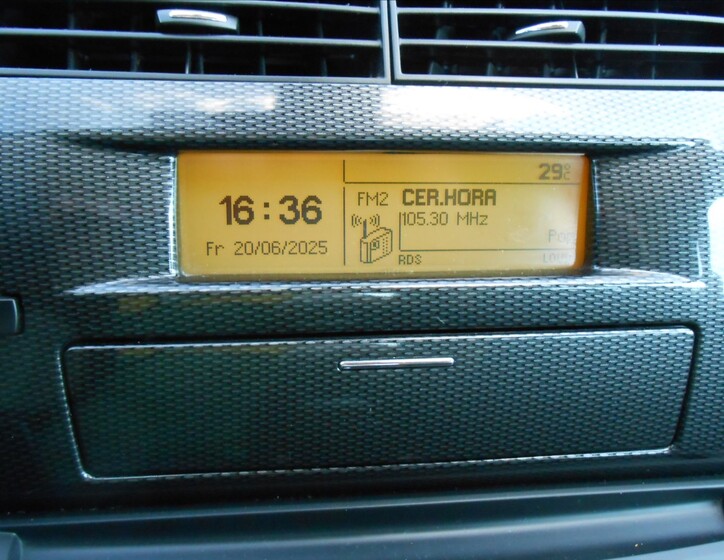 29°C
16:36
FM2 CER.HORA
105.30 MHz
Fr 20/06/2025
RDS